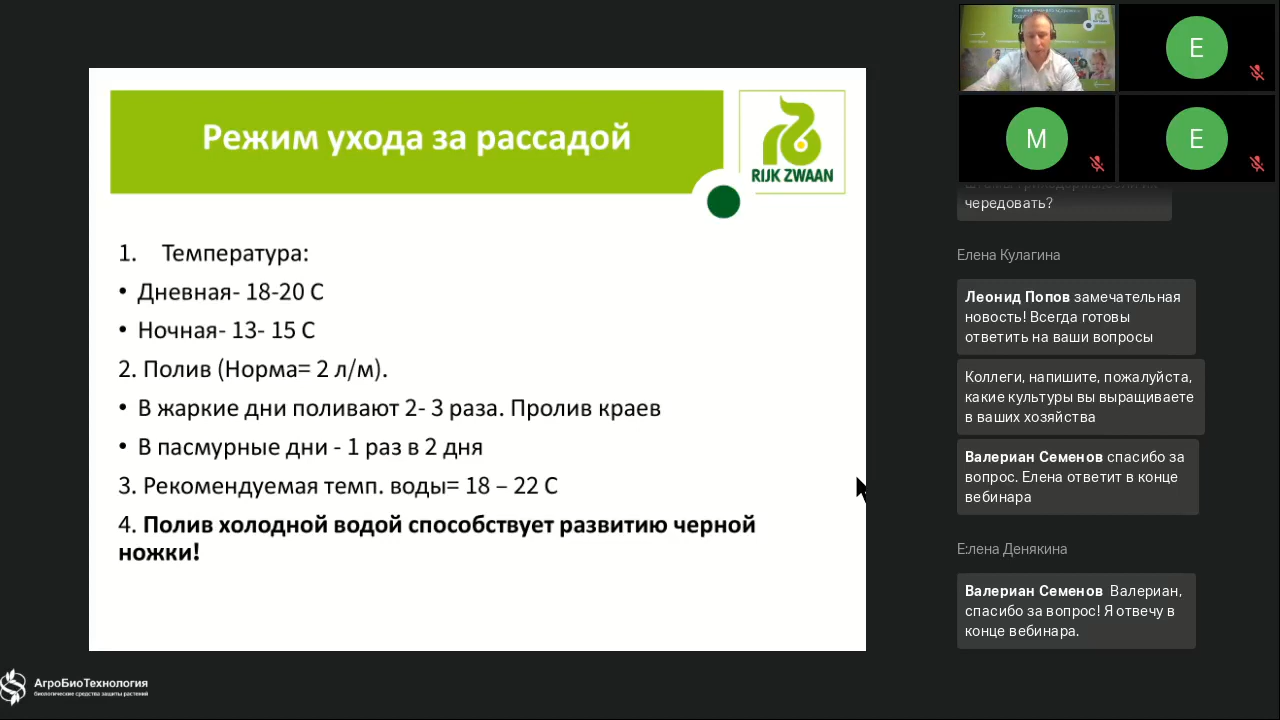 Режим ухода за рассадой
RIJK ZWAAN
1. Температура:
• Дневная- 18-20 С
• Ночная- 13- 15 С
2. Полив (Норма= 2 л/м).
• В жаркие дни поливают 2- 3 раза. Пролив краев
• В пасмурные дни - 1 раз в 2 дня
3. Рекомендуемая темп. воды= 18 – 22 С
4. Полив холодной водой способствует развитию черной
ножки!
АгроБиоТехнология
биологические средства защиты растений
E
M
E
чередовать?
Елена Кулагина
Леонид Попов замечательная
новость! Всегда готовы
ответить на ваши вопросы
Коллеги, напишите, пожалуйста,
какие культуры вы выращиваете
в ваших хозяйства
Валериан Семенов спасибо за
вопрос. Елена ответит в конце
вебинара
Елена Денякина
Валериан Семенов Валериан,
спасибо за вопрос! Я отвечу в
конце вебинара.